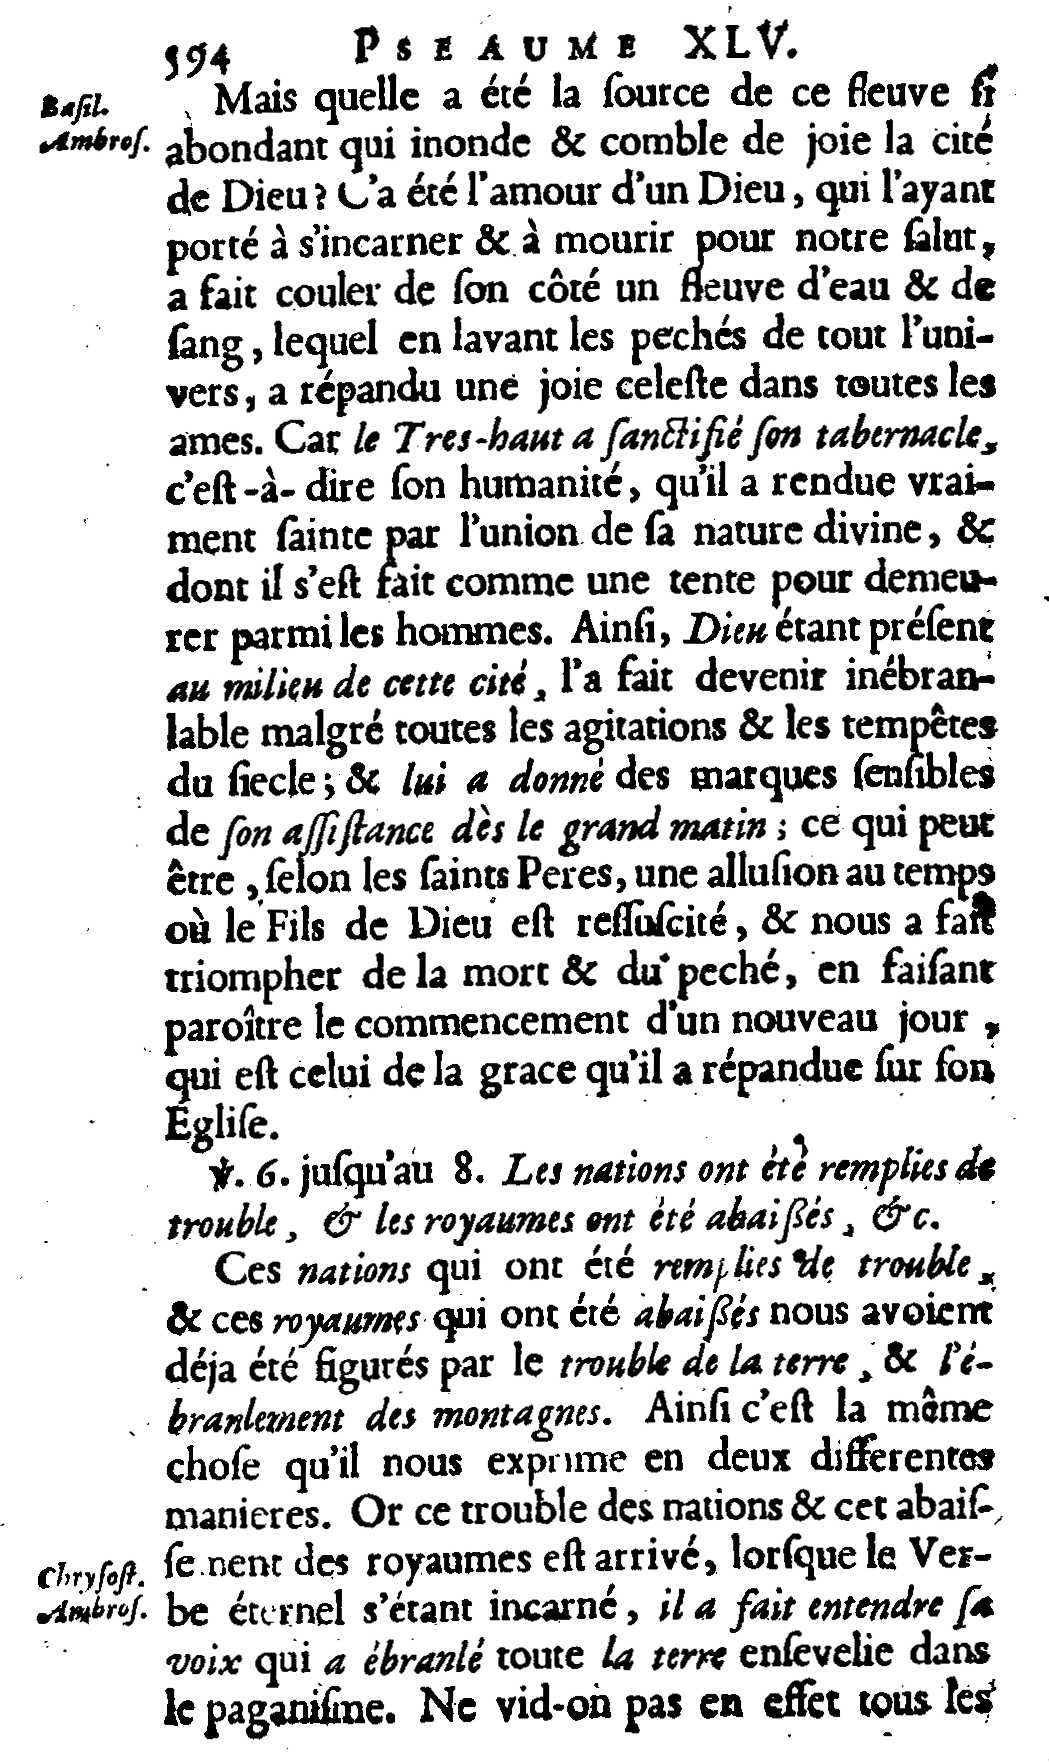 594 PSEAUME XLV.
Basil. Mais quelle a été la ſource de ce fleuve ſi
Ambroſ. abondant qui inonde & comble de joie la cité
de Dieu? C'a été l'amour d'un Dieu, qui l'ayant
porté à s'incarner & à mourir pour notre ſalut,
a fait couler de ſon côté un fleuve d'eau & de
ſang, lequel en lavant les pechés de tout l'uni-
vers, a répandu une joie celeſte dans toutes les
ames. Car le Tres-haut a ſanctifié ſon tabernacle,
c'eſt-à-dire ſon humanité, qu'il a rendue vrai-
ment ſainte par l'union de ſa nature divine, &
dont il s'eſt fait comme une tente pour demeu-
rer parmi les hommes. Ainſi, Dieu étant préſent
au milieu de cette cité, l'a fait devenir inébran-
lable malgré toutes les agitations & les tempêtes
du ſiecle; & lui a donné des marques ſenſibles
de ſon aſſiſtance dès le grand matin; ce qui peut
être, ſelon les ſaints Peres, une alluſion au temps
où le Fils de Dieu eſt reſſuſcité, & nous a fait
triompher de la mort & du peché, en faiſant
paroître le commencement d'un nouveau jour,
qui eſt celui de la grace qu'il a répandue ſur ſon
Égliſe.
℣. 6. juſqu'au 8. Les nations ont été remplies de
trouble, & les royaumes ont été abaiſſés, &c.
Ces nations qui ont été remplies de trouble,
& ces royaumes qui ont été abaiſſés nous avoient
déja été figurés par le trouble de la terre, & l'é-
branlement des montagnes. Ainſi c'eſt la même
choſe qu'il nous exprime en deux differentes
manieres. Or ce trouble des nations & cet abaiſ-
Chryſoſt. ſement des royaumes eſt arrivé, lorſque le Ver-
Ambroſ. be éternel s'étant incarné, il a fait entendre ſa
voix qui a ébranlé toute la terre enſevelie dans
le paganiſme. Ne vid-on pas en effet tous les